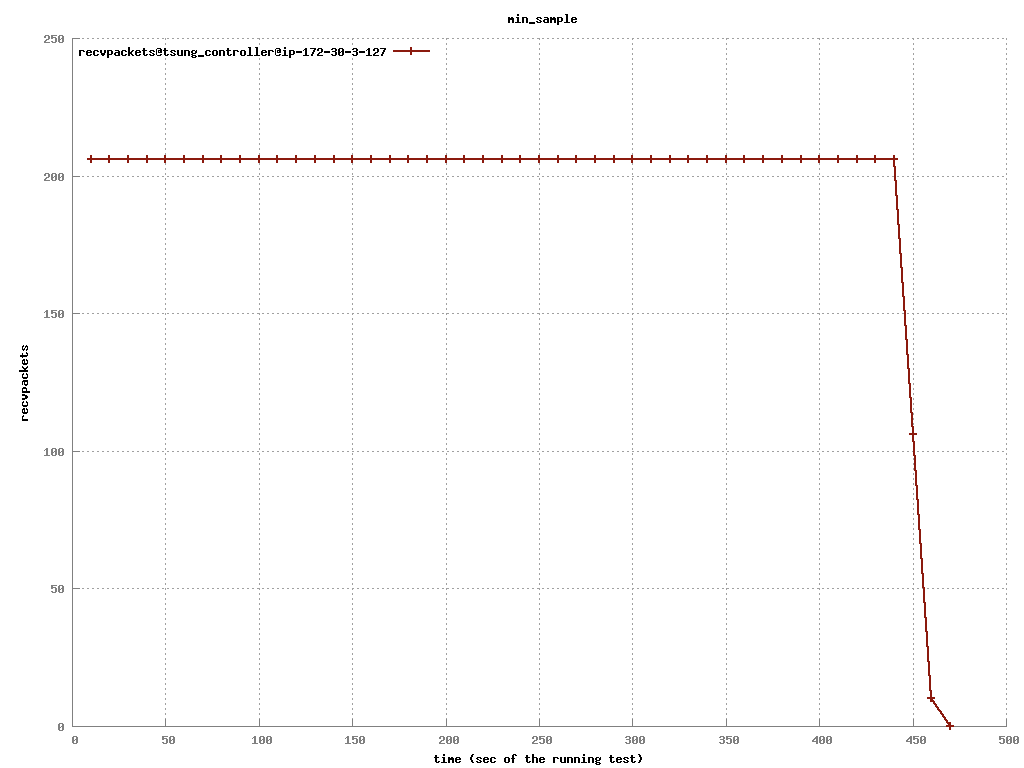 min_sample
recvpackets@tsung_controller@ip-172-30-3-127
250
200
150
100
50
0
recvpackets
0 50 100 150 200 250 300 350 400 450 500
time (sec of the running test)